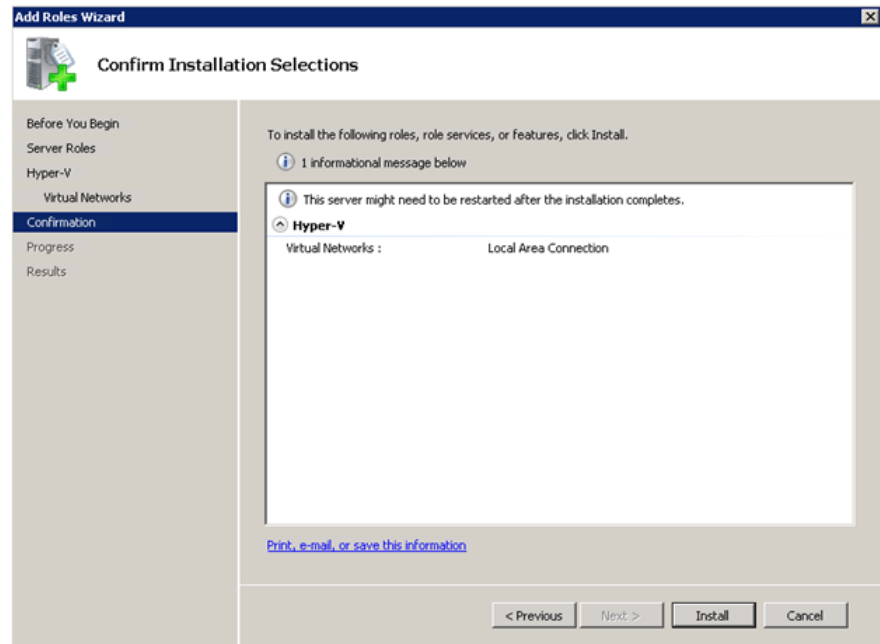 Add Roles Wizard
Confirm Installation Selections
Before You Begin
Server Roles
Hyper-V
Virtual Networks
Confirmation
Progress
Results
To install the following roles, role services, or features, click Install.
1 informational message below
This server might need to be restarted after the installation completes.
Hyper-V
Virtual Networks : Local Area Connection
Print, e-mail, or save this information
< Previous Next > Install Cancel